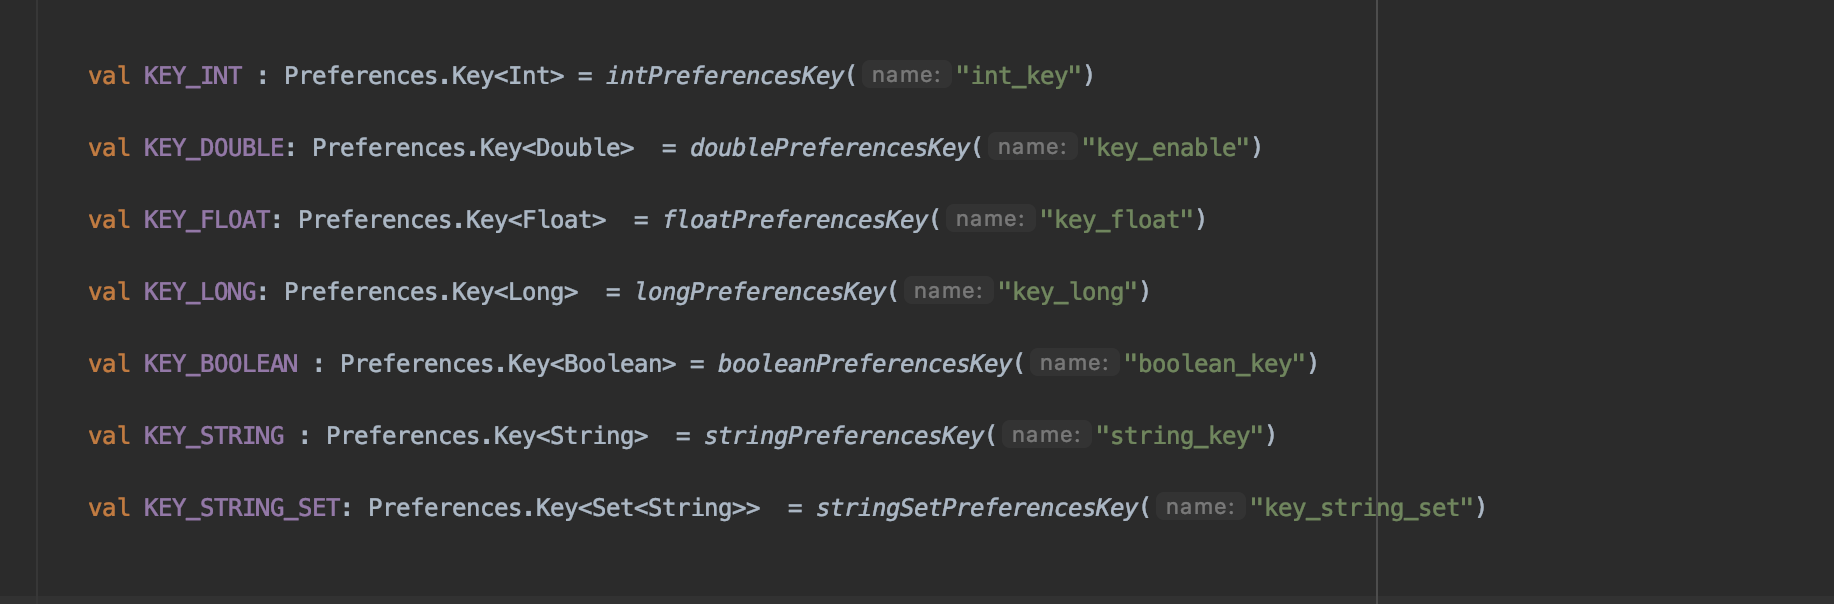 val KEY_INT : Preferences.Key<Int> = intPreferencesKey( name: "int_key")
val KEY_DOUBLE: Preferences.Key<Double>  = doublePreferencesKey( name: "key_enable")
val KEY_FLOAT: Preferences.Key<Float>  = floatPreferencesKey( name: "key_float")
val KEY_LONG: Preferences.Key<Long>  = longPreferencesKey( name: "key_long")
val KEY_BOOLEAN : Preferences.Key<Boolean> = booleanPreferencesKey( name: "boolean_key")
val KEY_STRING : Preferences.Key<String>  = stringPreferencesKey( name: "string_key")
val KEY_STRING_SET: Preferences.Key<Set<String>>  = stringSetPreferencesKey( name: "key_string_set")